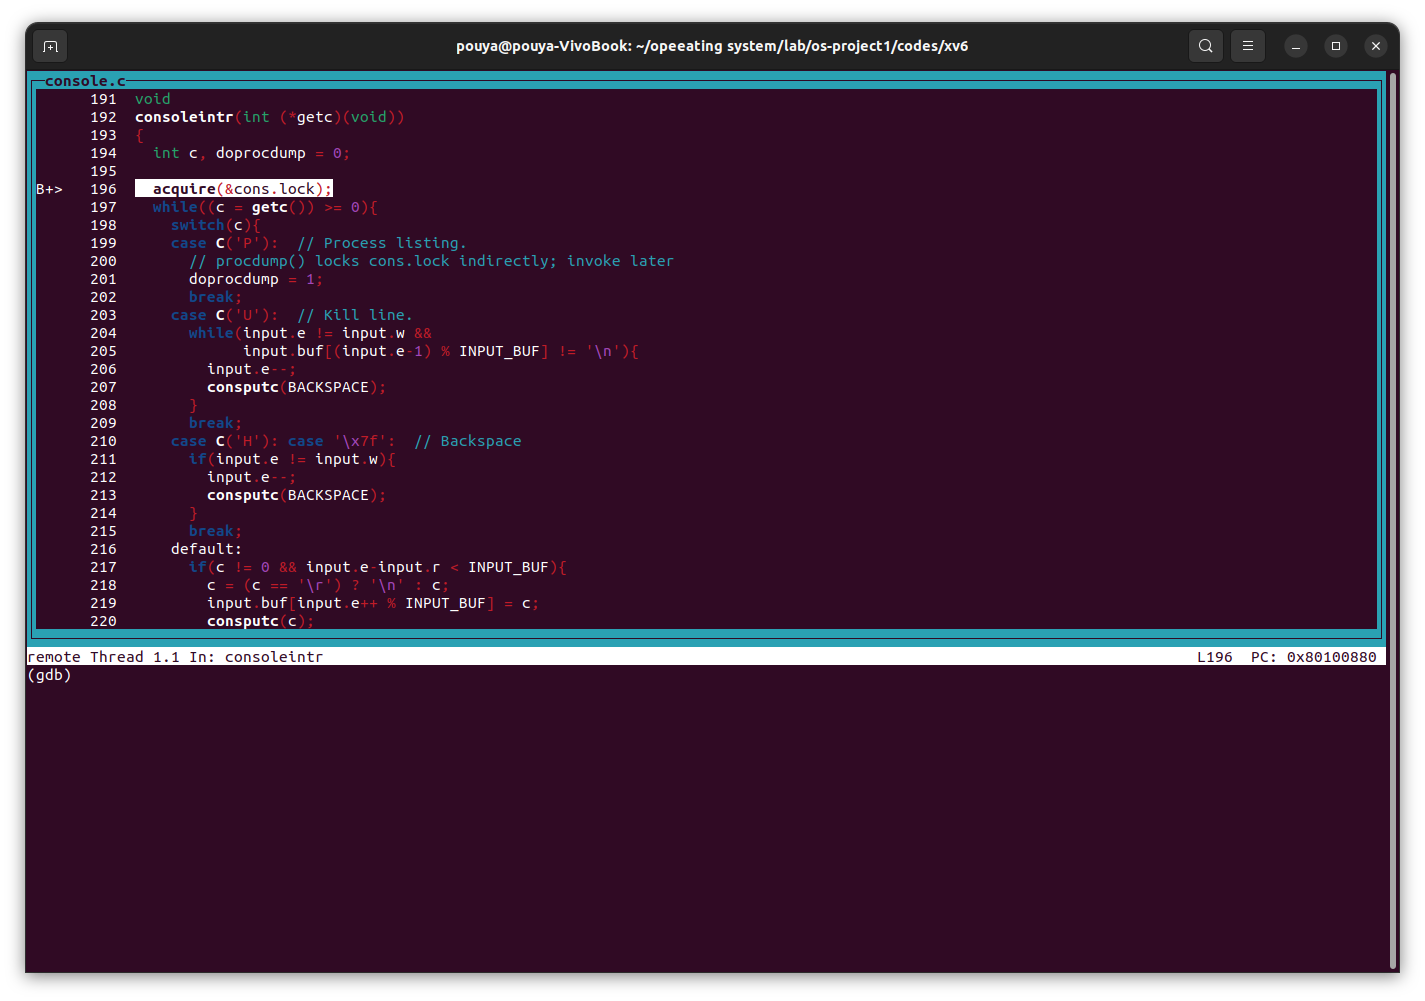 pouya@pouya-VivoBook: ~/opeeating system/lab/os-project1/codes/xv6
console.c
191 void
192 consoleintr(int (*getc)(void))
193 {
194   int c, doprocdump = 0;
195
B+> 196   acquire(&cons.lock);
197   while((c = getc()) >= 0){
198     switch(c){
199     case C('P'):  // Process listing.
200       // procdump() locks cons.lock indirectly; invoke later
201       doprocdump = 1;
202       break;
203     case C('U'):  // Kill line.
204       while(input.e != input.w &&
205             input.buf[(input.e-1) % INPUT_BUF] != '\n'){
206         input.e--;
207         consputc(BACKSPACE);
208       }
209       break;
210     case C('H'): case '\x7f':  // Backspace
211       if(input.e != input.w){
212         input.e--;
213         consputc(BACKSPACE);
214       }
215       break;
216     default:
217       if(c != 0 && input.e-input.r < INPUT_BUF){
218         c = (c == '\r') ? '\n' : c;
219         input.buf[input.e++ % INPUT_BUF] = c;
220         consputc(c);
remote Thread 1.1 In: consoleintr L196 PC: 0x80100880
(gdb)